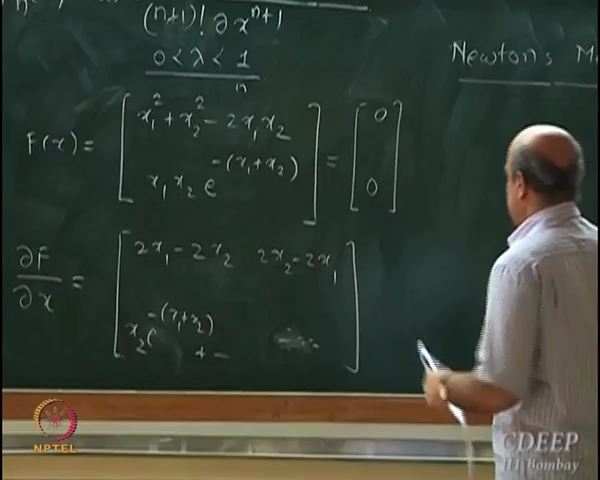 (n+1)! ∂x^{n+1}
0 < λ < 1
Newton's M
F(x) = [ x_1^2 + x_2^2 - 2x_1x_2 ; x_1 x_2 e^{-(x_1+x_2)} ] = [ 0 ; 0 ]
∂F/∂x = [ 2x_1 - 2x_2   2x_2 - 2x_1 ; x_2 e^{-(x_1+x_2)} + - ]
NPTEL
CDEEP
IIT Bombay